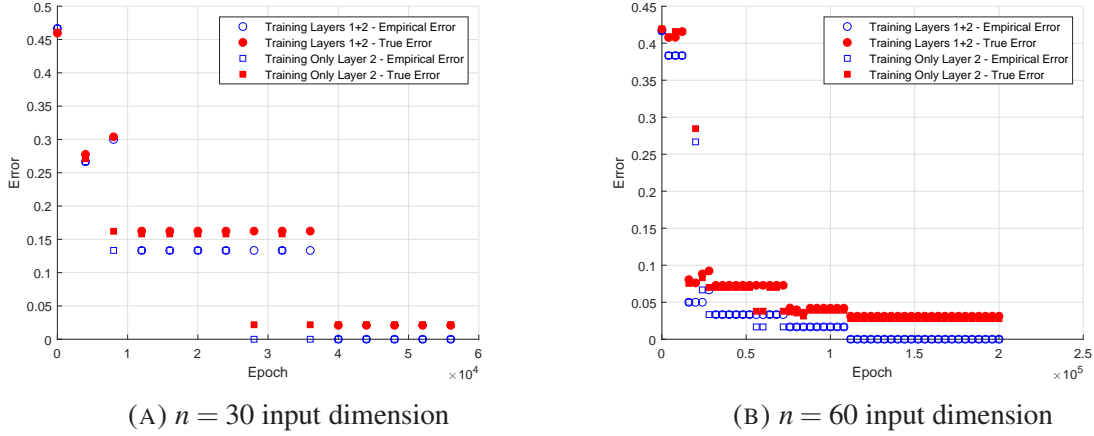 0.5
0.45
0.4
0.35
0.3
0.25
0.2
0.15
0.1
0.05
0
Error
0 1 2 3 4 5 6
Epoch
×10⁴
Training Layers 1+2 - Empirical Error
Training Layers 1+2 - True Error
Training Only Layer 2 - Empirical Error
Training Only Layer 2 - True Error
(A) n = 30 input dimension
0.45
0.4
0.35
0.3
0.25
0.2
0.15
0.1
0.05
0
Error
0 0.5 1 1.5 2 2.5
Epoch
×10⁵
Training Layers 1+2 - Empirical Error
Training Layers 1+2 - True Error
Training Only Layer 2 - Empirical Error
Training Only Layer 2 - True Error
(B) n = 60 input dimension